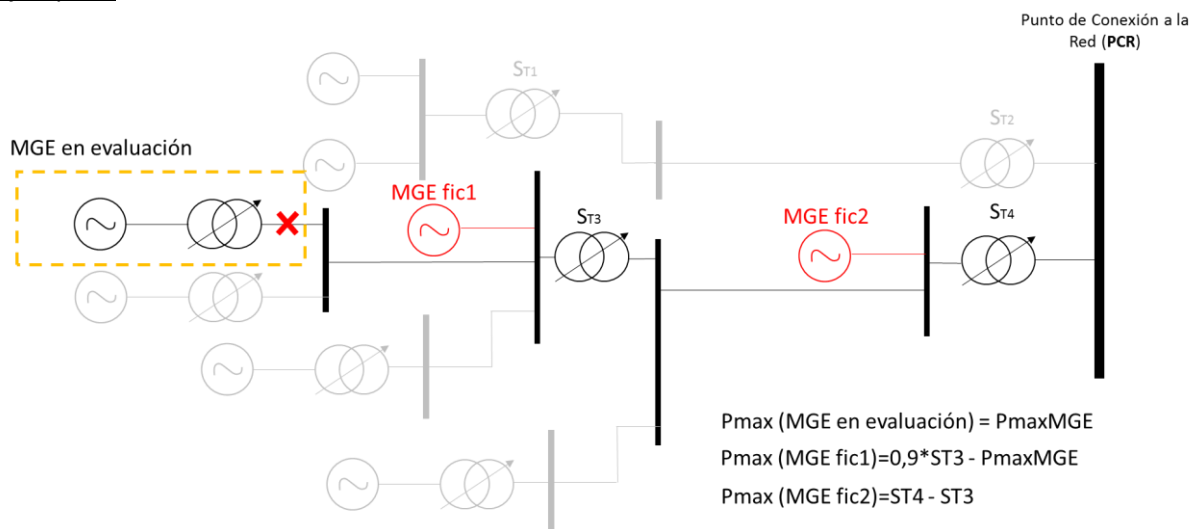 Punto de Conexión a la
Red (PCR)
ST1
ST2
MGE en evaluación
MGE fic1
MGE fic2
ST3
ST4
Pmax (MGE en evaluación) = PmaxMGE
Pmax (MGE fic1)=0,9*ST3 - PmaxMGE
Pmax (MGE fic2)=ST4 - ST3